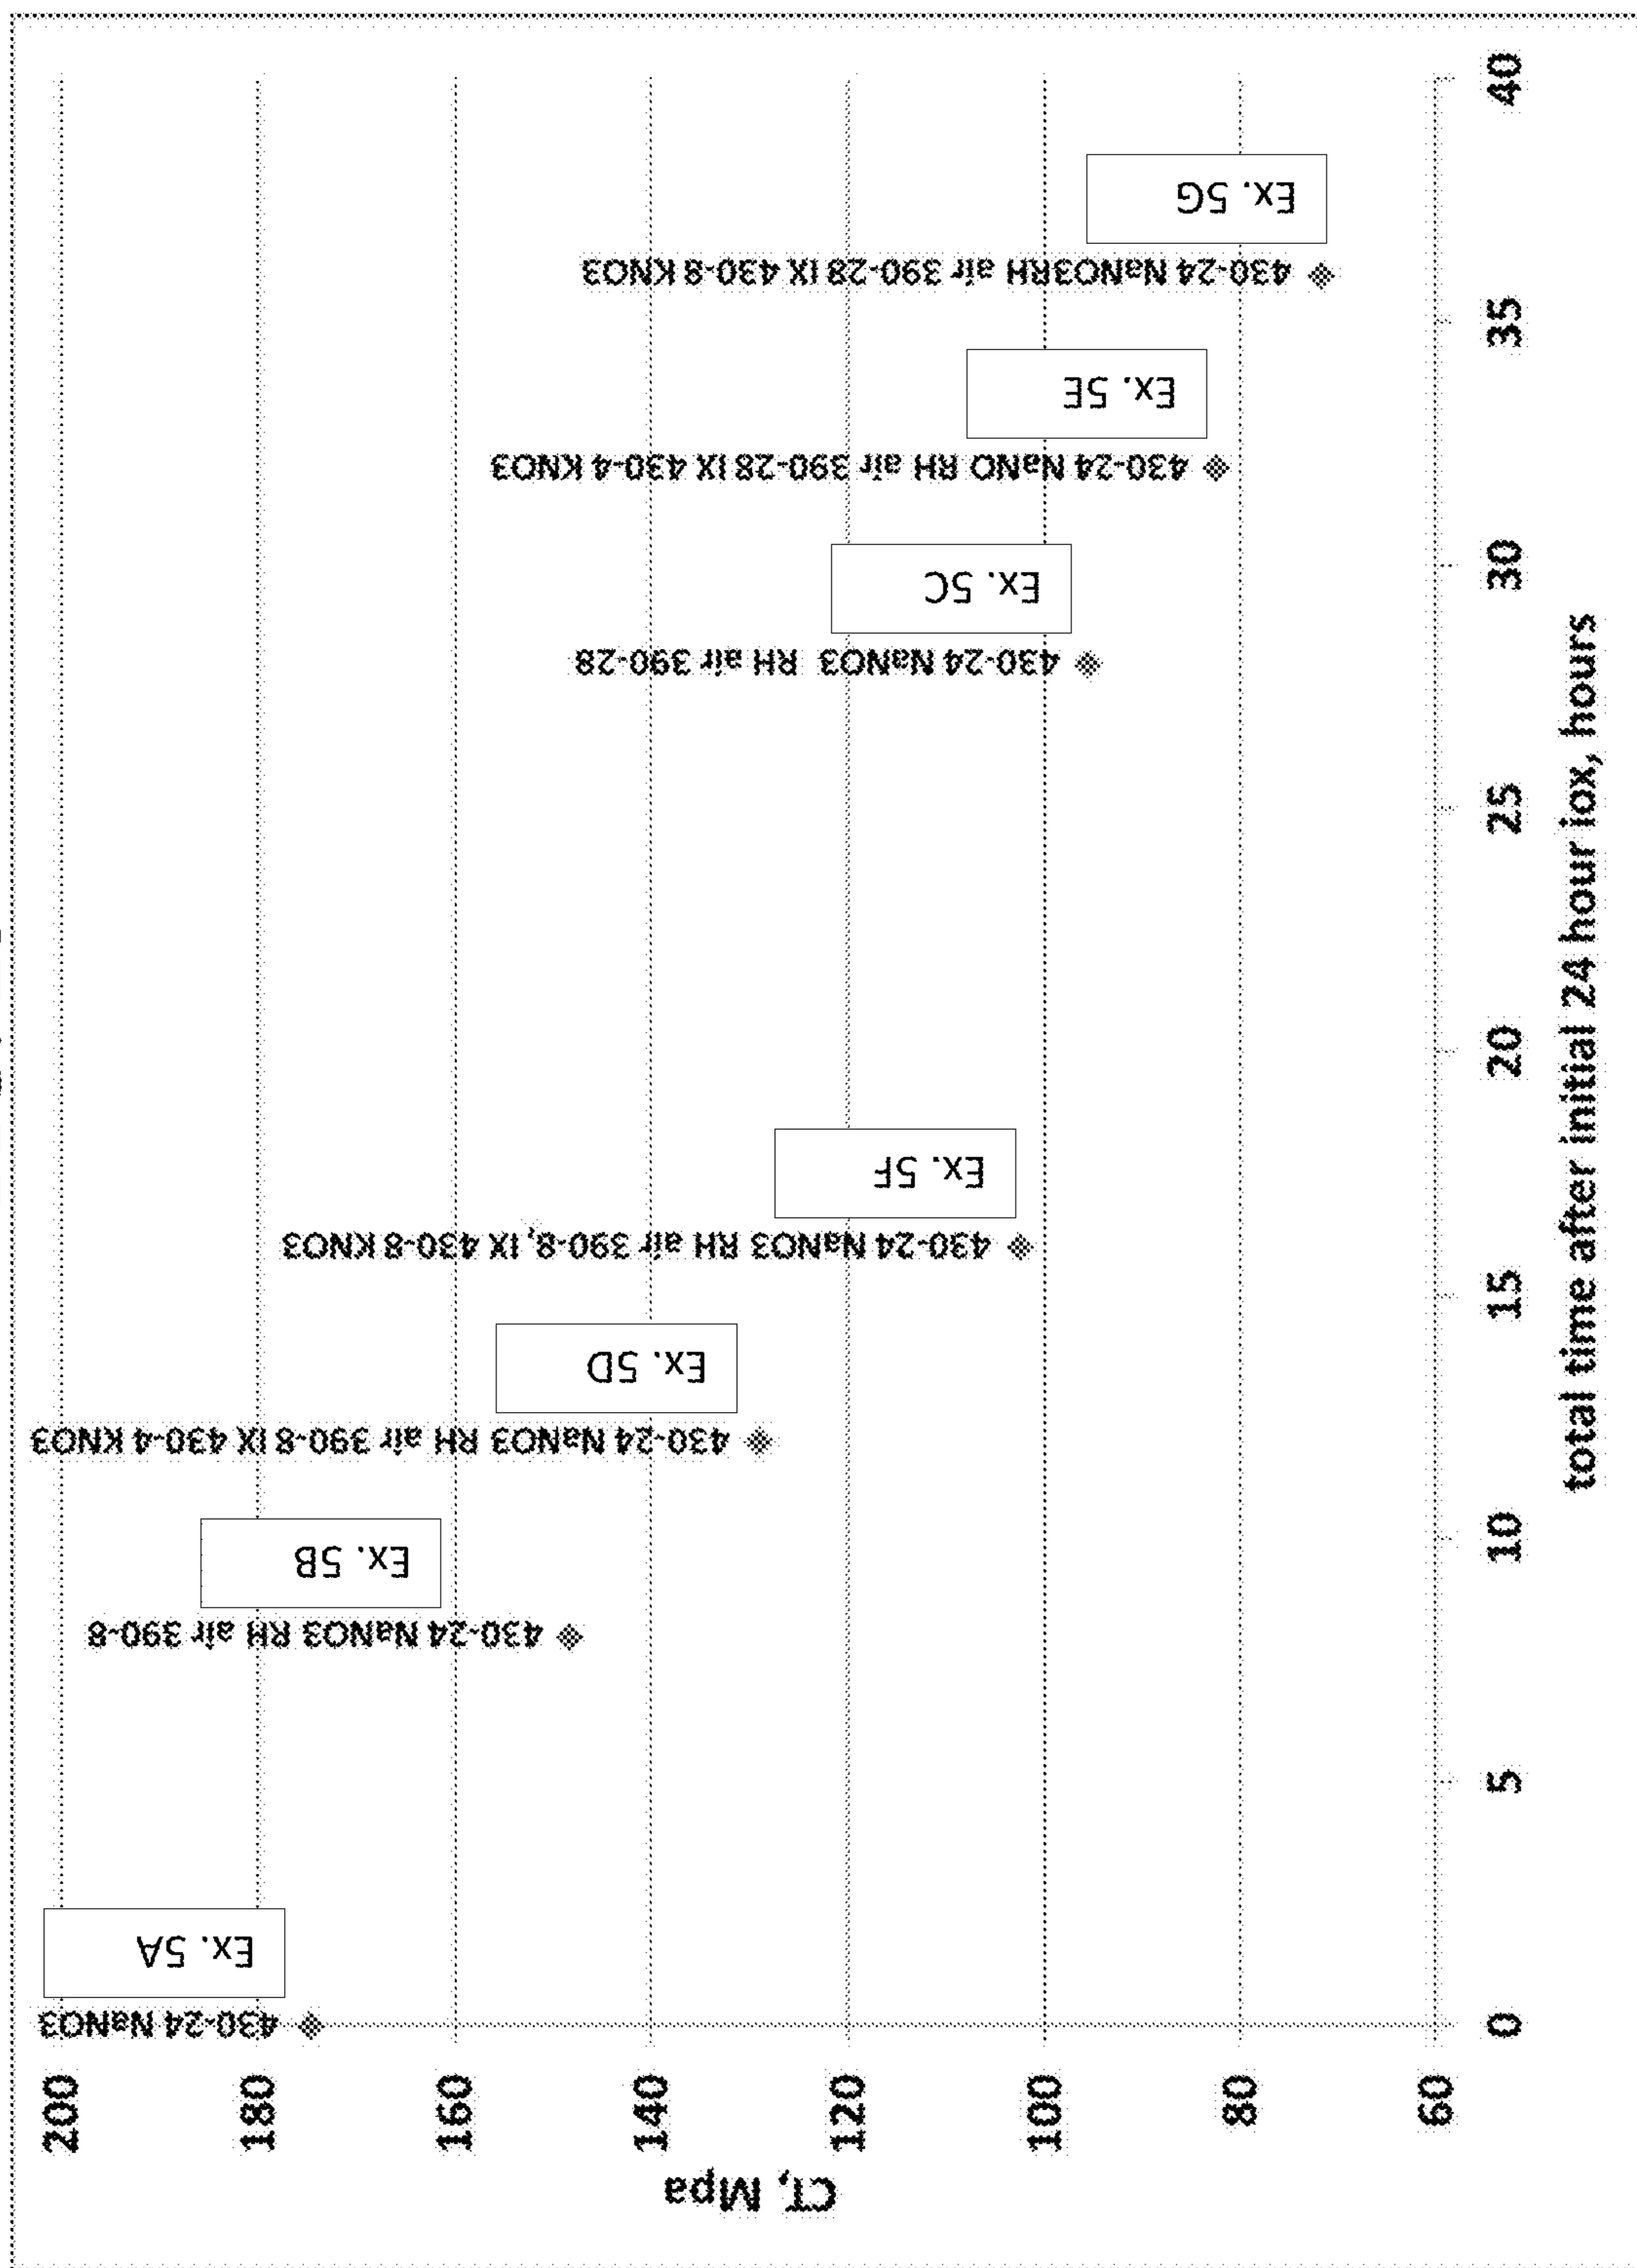 CT, Mpa
200
180
160
140
120
100
80
60
430-24 NaNO3
Ex. 5A
430-24 NaNO3 RH air 390-8
Ex. 5B
430-24 NaNO3 RH air 390-8 IX 430-4 KNO3
Ex. 5D
430-24 NaNO3 RH air 390-8, IX 430-8 KNO3
Ex. 5F
430-24 NaNO3 RH air 390-28
Ex. 5C
430-24 NaNO RH air 390-28 IX 430-4 KNO3
Ex. 5E
430-24 NaNO3RH air 390-28 IX 430-8 KNO3
Ex. 5G
0
5
10
15
20
25
30
35
40
total time after initial 24 hour iox, hours